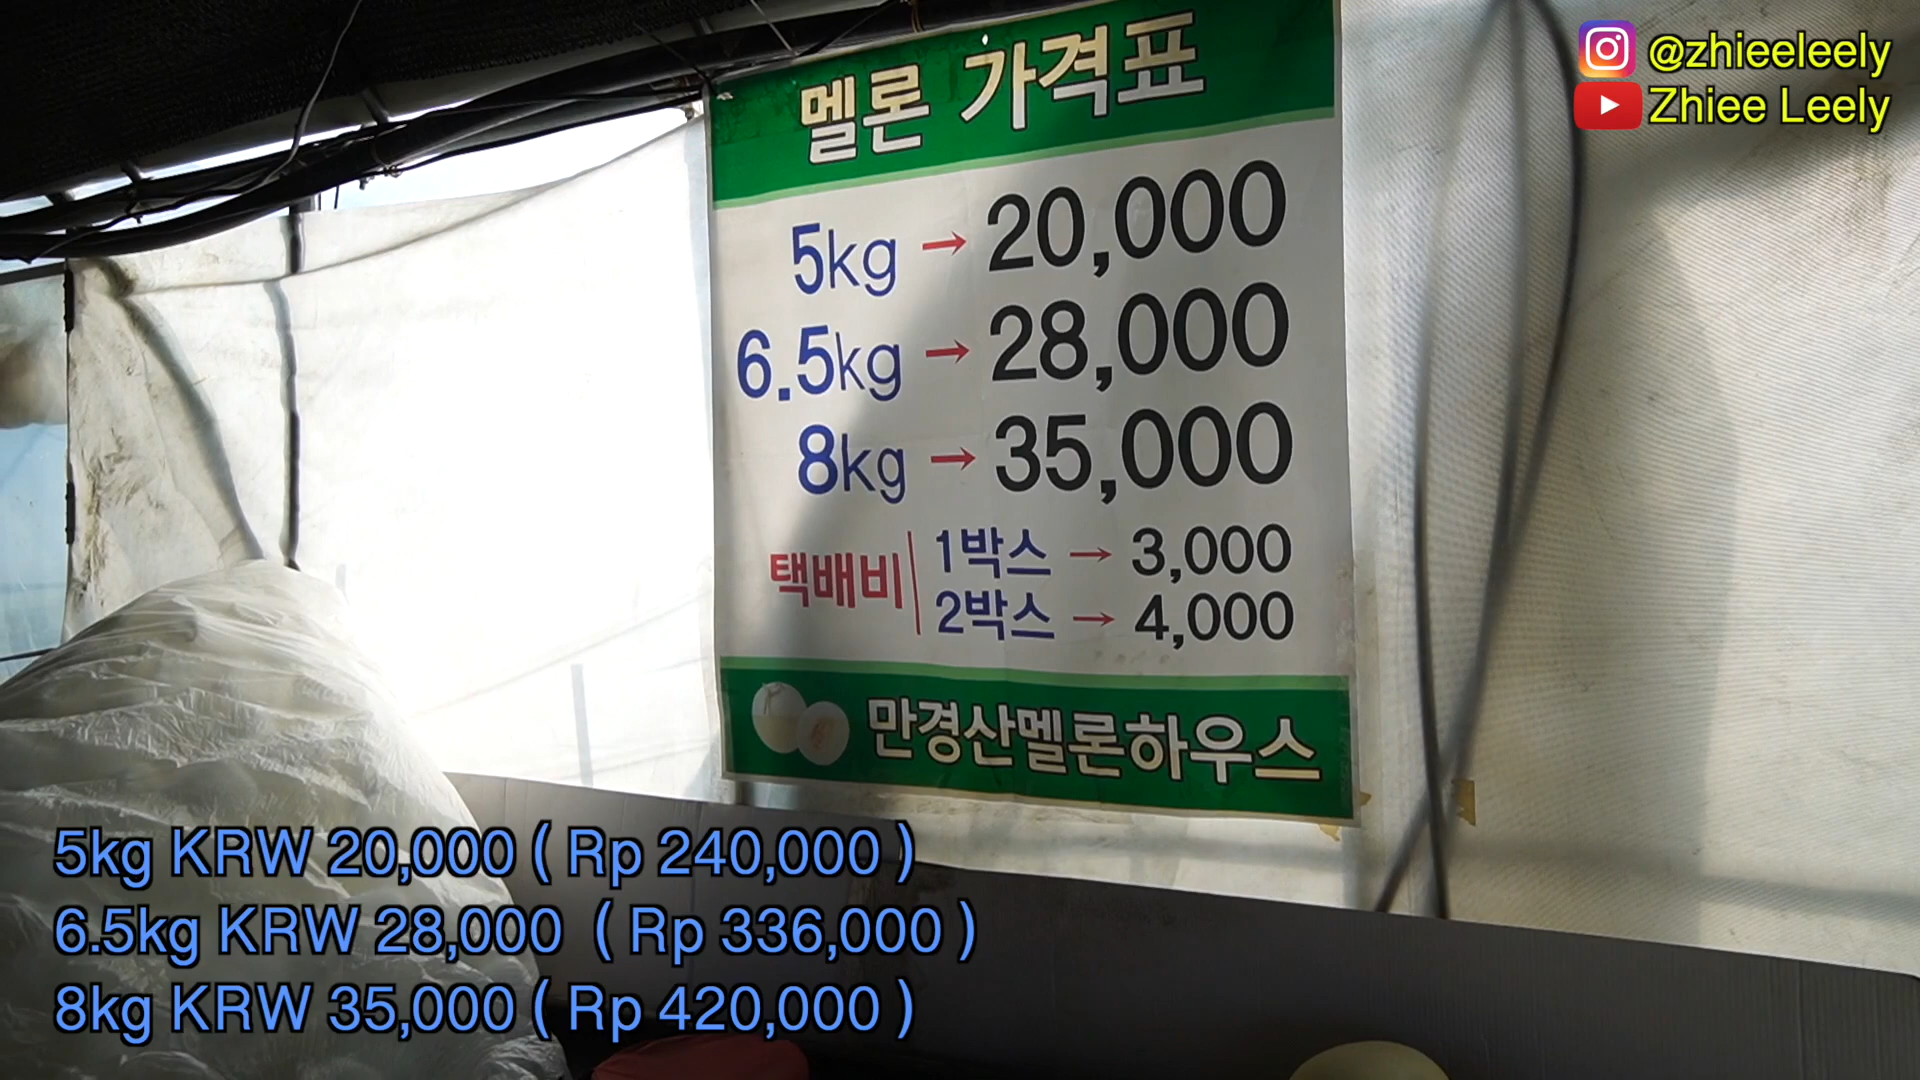 @zhieeleely
Zhiee Leely
멜론 가격표
5kg → 20,000
6.5kg → 28,000
8kg → 35,000
택배비 1박스 → 3,000
2박스 → 4,000
만경산멜론하우스
5kg KRW 20,000 ( Rp 240,000 )
6.5kg KRW 28,000 ( Rp 336,000 )
8kg KRW 35,000 ( Rp 420,000 )